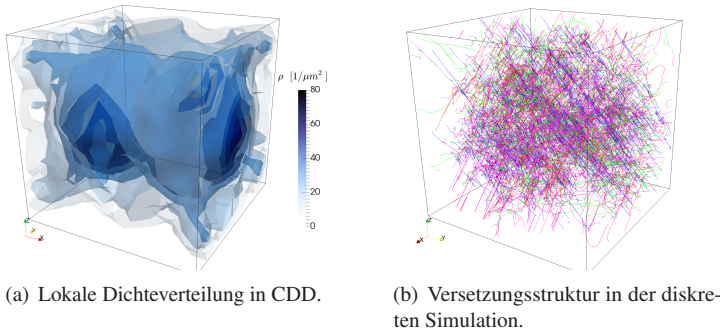 ρ [1/μm²]
80
60
40
20
0
Z
Y
X
Z
X
Y
(a) Lokale Dichteverteilung in CDD.
(b) Versetzungsstruktur in der diskre-
ten Simulation.